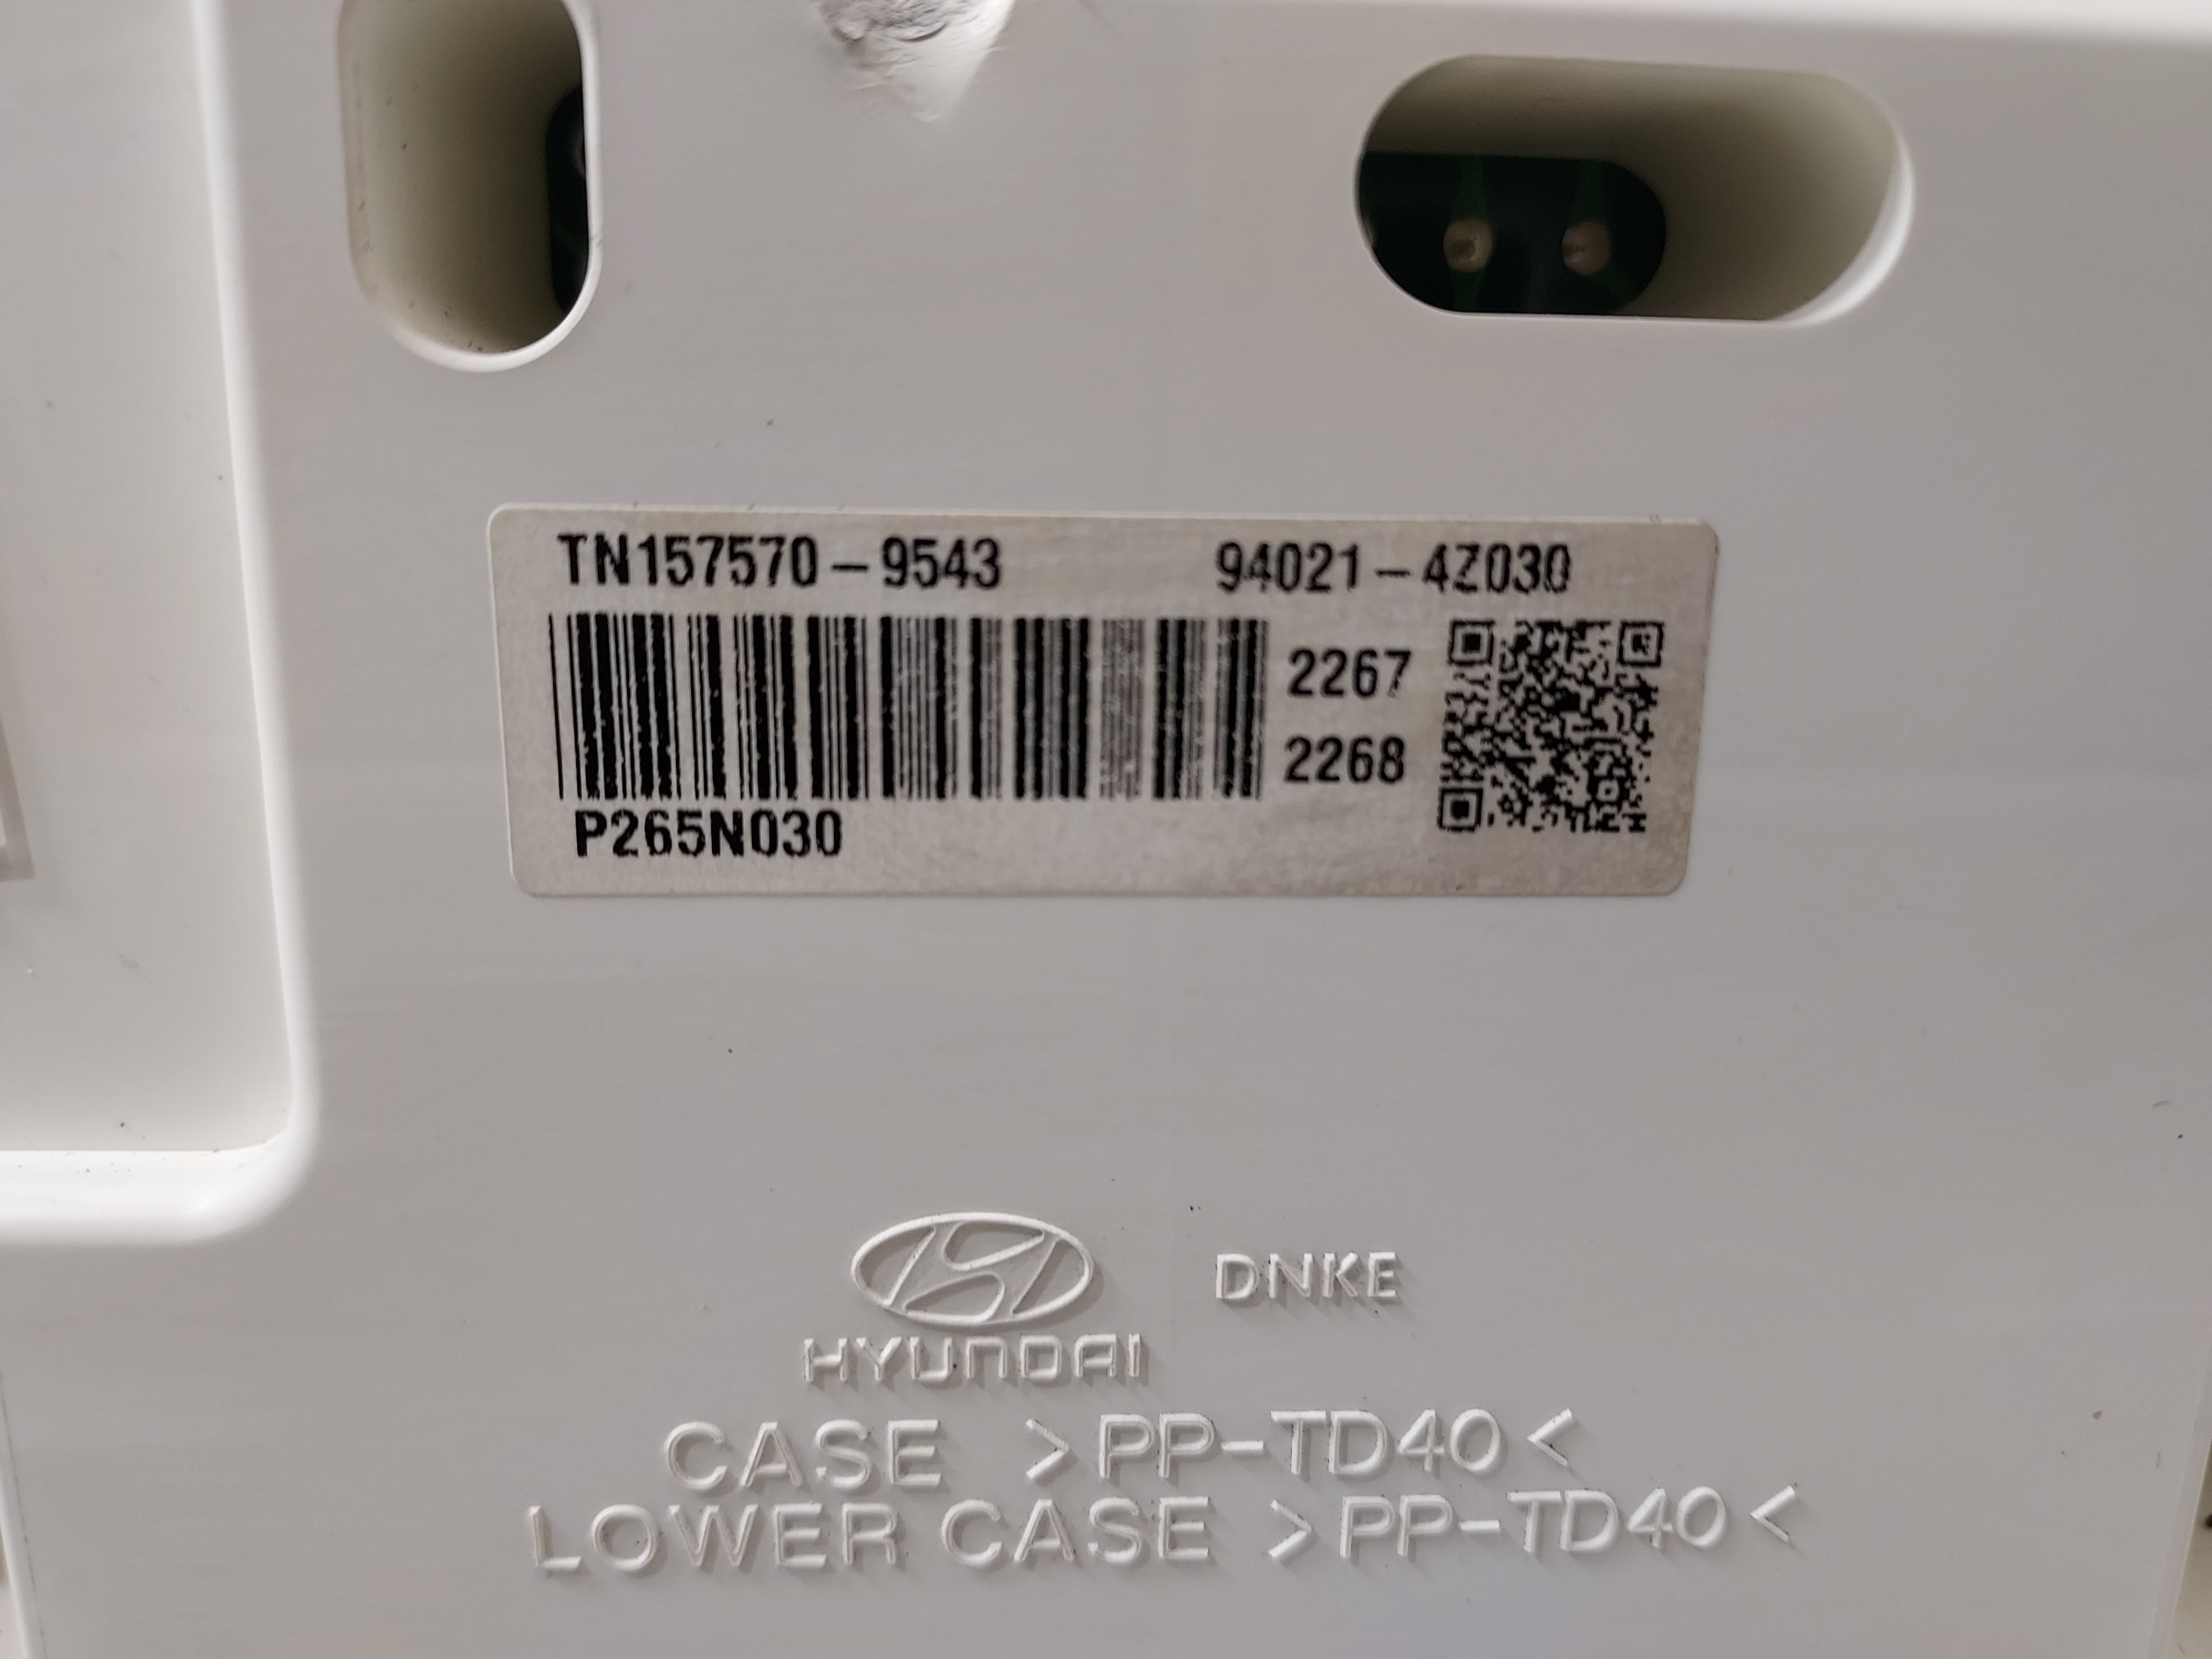 TN157570-9543 94021-4Z030
2267
2268
P265N030
HYUNDAI DNKE
CASE >PP-TD40<
LOWER CASE >PP-TD40<